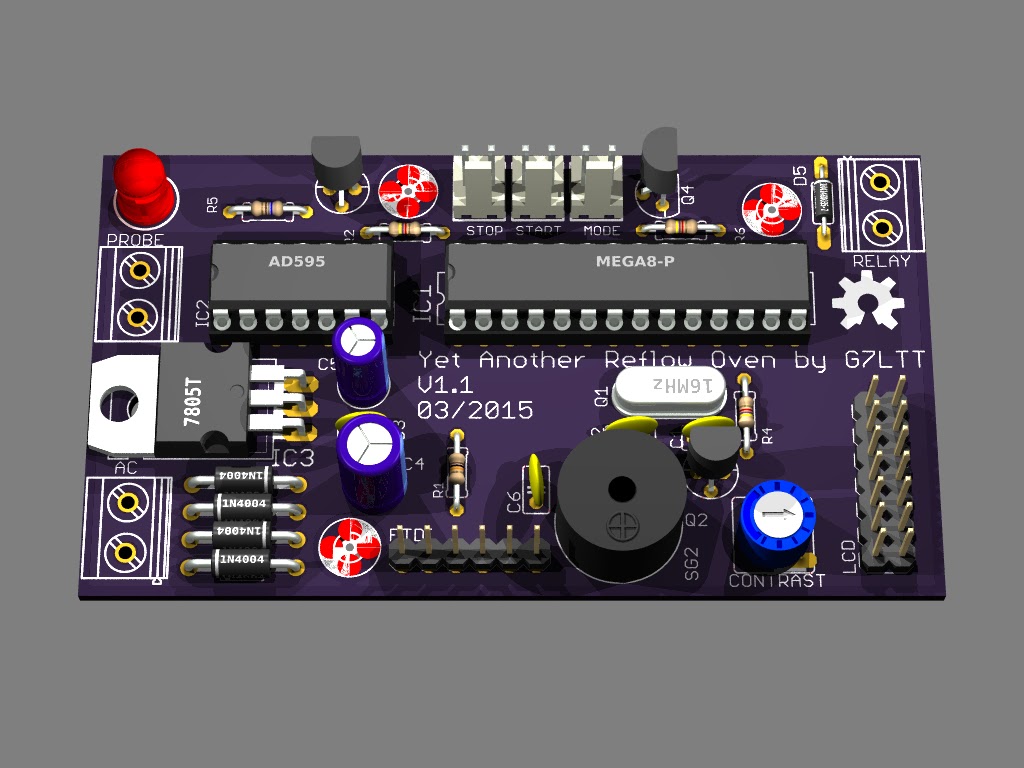 R5
Q4
D5
STOP START MODE
PROBE
RELAY
AD595
MEGA8-P
IC2
IC1
Yet Another Reflow Oven by G7LTT
V1.1
03/2015
C5
7805T
16MHz
Q1
R4
IC3
C4
AC
R1
C6
1N4004
1N4004
1N4004
1N4004
Q2
SG2
LCD
CONTRAST